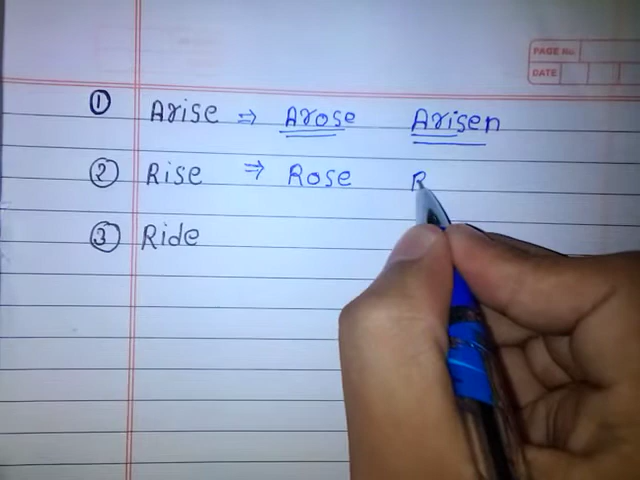 PAGE No.
DATE
① Arise ⇒ Arose Arisen
② Rise ⇒ Rose R
③ Ride